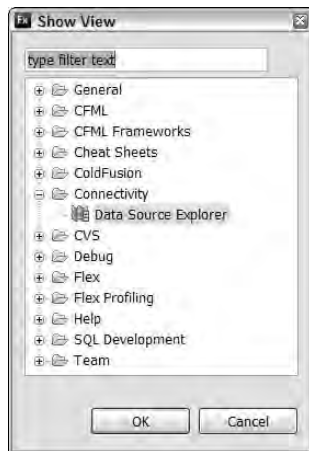 Fx Show View
type filter text
General
CFML
CFML Frameworks
Cheat Sheets
ColdFusion
Connectivity
Data Source Explorer
CVS
Debug
Flex
Flex Profiling
Help
SQL Development
Team
OK Cancel